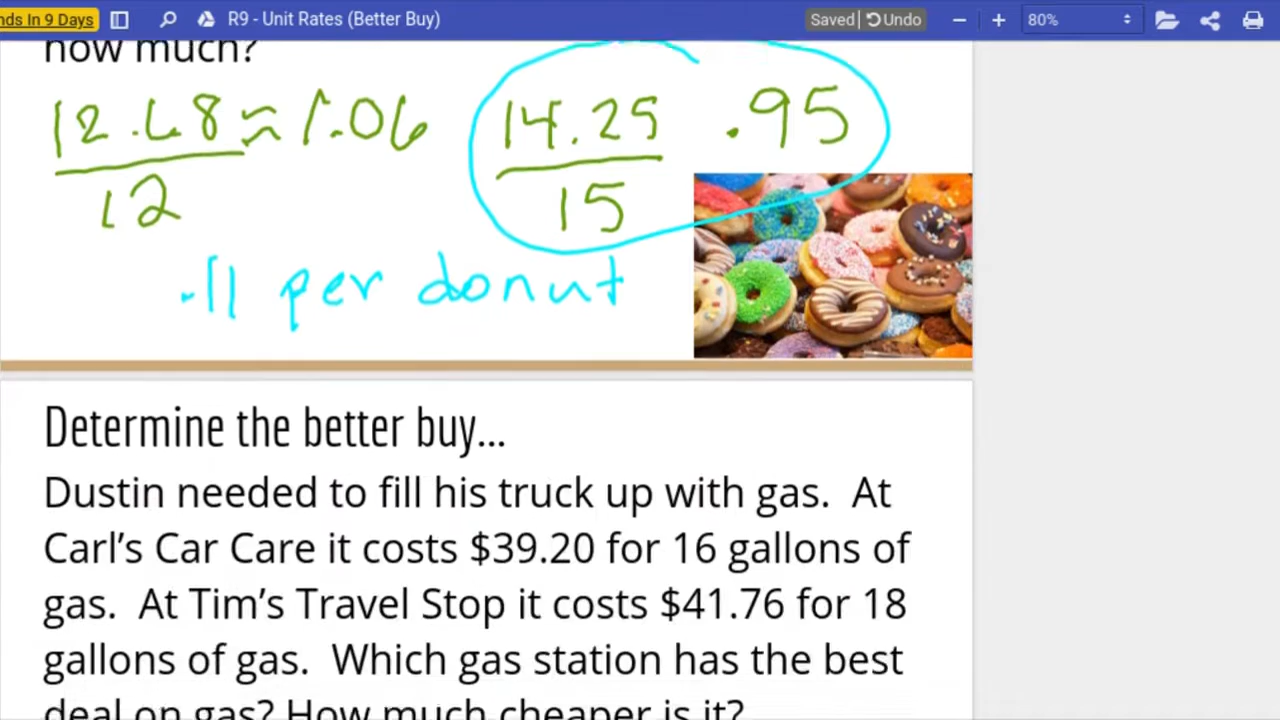 nds In 9 Days R9 - Unit Rates (Better Buy) Saved Undo 80%
how much?
12.68 ≈ 1.06 14.25 .95
12 15
.11 per donut
Determine the better buy...
Dustin needed to fill his truck up with gas. At
Carl's Car Care it costs $39.20 for 16 gallons of
gas. At Tim's Travel Stop it costs $41.76 for 18
gallons of gas. Which gas station has the best
deal on gas? How much cheaper is it?